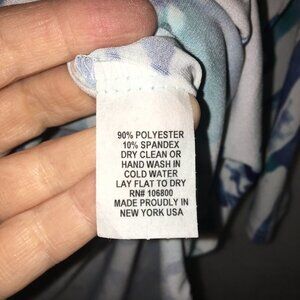 90% POLYESTER
10% SPANDEX
DRY CLEAN OR
HAND WASH IN
COLD WATER
LAY FLAT TO DRY
RN# 106800
MADE PROUDLY IN
NEW YORK USA